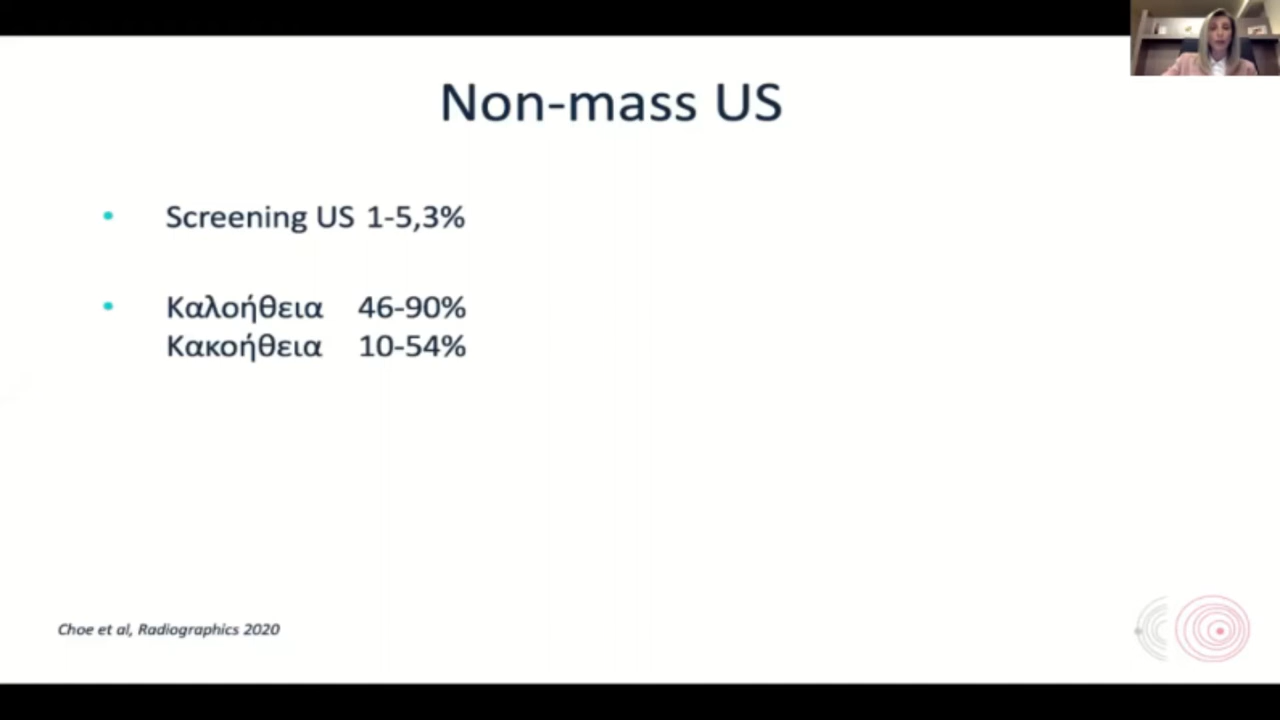 Non-mass US
• Screening US 1-5,3%
• Καλοήθεια 46-90%
Κακοήθεια 10-54%
Choe et al, Radiographics 2020